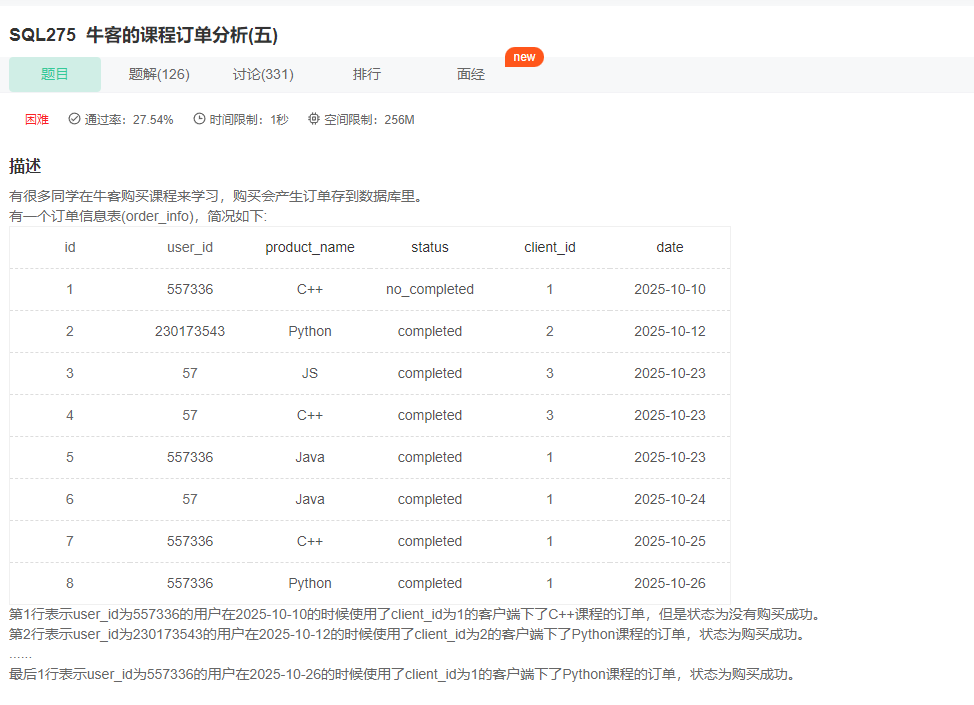 SQL275 牛客的课程订单分析(五)
题目 题解(126) 讨论(331) 排行 面经 new
困难 通过率：27.54% 时间限制：1秒 空间限制：256M
描述
有很多同学在牛客购买课程来学习，购买会产生订单存到数据库里。
有一个订单信息表(order_info)，简况如下:
id user_id product_name status client_id date
1 557336 C++ no_completed 1 2025-10-10
2 230173543 Python completed 2 2025-10-12
3 57 JS completed 3 2025-10-23
4 57 C++ completed 3 2025-10-23
5 557336 Java completed 1 2025-10-23
6 57 Java completed 1 2025-10-24
7 557336 C++ completed 1 2025-10-25
8 557336 Python completed 1 2025-10-26
第1行表示user_id为557336的用户在2025-10-10的时候使用了client_id为1的客户端下了C++课程的订单，但是状态为没有购买成功。
第2行表示user_id为230173543的用户在2025-10-12的时候使用了client_id为2的客户端下了Python课程的订单，状态为购买成功。
......
最后1行表示user_id为557336的用户在2025-10-26的时候使用了client_id为1的客户端下了Python课程的订单，状态为购买成功。